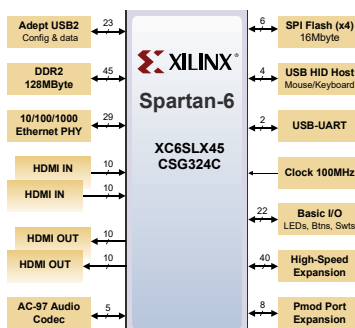 Adept USB2
Config & data
23
DDR2
128MByte
45
10/100/1000
Ethernet PHY
29
HDMI IN
10
HDMI IN
10
HDMI OUT
10
HDMI OUT
10
AC-97 Audio
Codec
5
XILINX®
Spartan-6
XC6SLX45
CSG324C
6
SPI Flash (x4)
16Mbyte
4
USB HID Host
Mouse/Keyboard
2
USB-UART
Clock 100MHz
22
Basic I/O
LEDs, Btns, Swts
40
High-Speed
Expansion
8
Pmod Port
Expansion